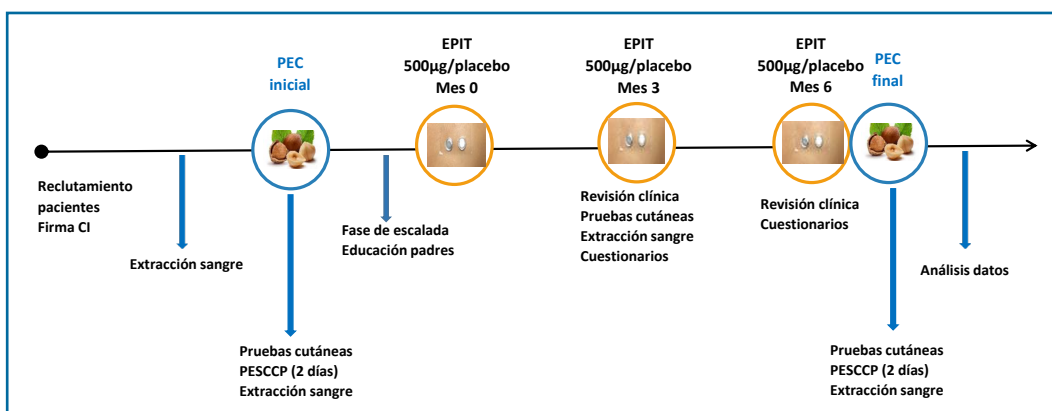 PEC
inicial
EPIT
500µg/placebo
Mes 0
EPIT
500µg/placebo
Mes 3
EPIT
500µg/placebo
Mes 6
PEC
final
Reclutamiento
pacientes
Firma CI
Extracción sangre
Pruebas cutáneas
PESCCP (2 días)
Extracción sangre
Fase de escalada
Educación padres
Revisión clínica
Pruebas cutáneas
Extracción sangre
Cuestionarios
Revisión clínica
Cuestionarios
Pruebas cutáneas
PESCCP (2 días)
Extracción sangre
Análisis datos